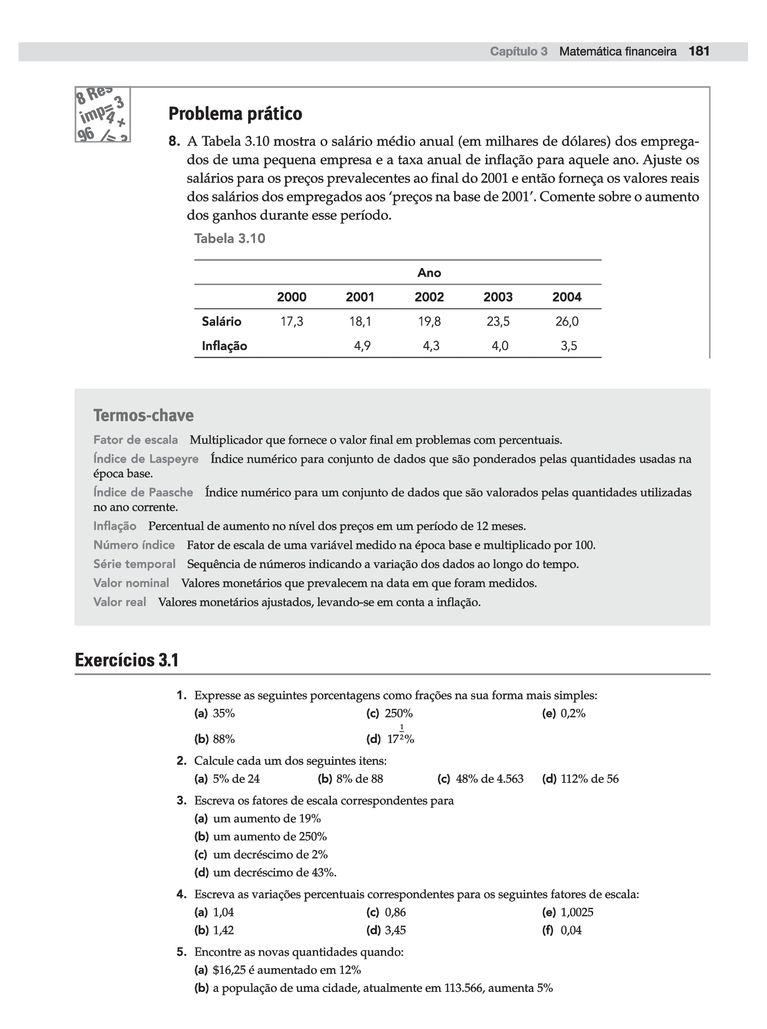 Capítulo 3 Matemática financeira 181
8 Res
imp= 3
4 x
96 /= 2
Problema prático
8. A Tabela 3.10 mostra o salário médio anual (em milhares de dólares) dos emprega-
dos de uma pequena empresa e a taxa anual de inflação para aquele ano. Ajuste os
salários para os preços prevalecentes ao final do 2001 e então forneça os valores reais
dos salários dos empregados aos ‘preços na base de 2001’. Comente sobre o aumento
dos ganhos durante esse período.
Tabela 3.10
Ano
2000 2001 2002 2003 2004
Salário 17,3 18,1 19,8 23,5 26,0
Inflação 4,9 4,3 4,0 3,5
Termos-chave
Fator de escala Multiplicador que fornece o valor final em problemas com percentuais.
Índice de Laspeyre Índice numérico para conjunto de dados que são ponderados pelas quantidades usadas na
época base.
Índice de Paasche Índice numérico para um conjunto de dados que são valorados pelas quantidades utilizadas
no ano corrente.
Inflação Percentual de aumento no nível dos preços em um período de 12 meses.
Número índice Fator de escala de uma variável medido na época base e multiplicado por 100.
Série temporal Sequência de números indicando a variação dos dados ao longo do tempo.
Valor nominal Valores monetários que prevalecem na data em que foram medidos.
Valor real Valores monetários ajustados, levando-se em conta a inflação.
Exercícios 3.1
1. Expresse as seguintes porcentagens como frações na sua forma mais simples:
(a) 35% (c) 250% (e) 0,2%
(b) 88% (d) 17 1/2%
2. Calcule cada um dos seguintes itens:
(a) 5% de 24 (b) 8% de 88 (c) 48% de 4.563 (d) 112% de 56
3. Escreva os fatores de escala correspondentes para
(a) um aumento de 19%
(b) um aumento de 250%
(c) um decréscimo de 2%
(d) um decréscimo de 43%.
4. Escreva as variações percentuais correspondentes para os seguintes fatores de escala:
(a) 1,04 (c) 0,86 (e) 1,0025
(b) 1,42 (d) 3,45 (f) 0,04
5. Encontre as novas quantidades quando:
(a) $16,25 é aumentado em 12%
(b) a população de uma cidade, atualmente em 113.566, aumenta 5%